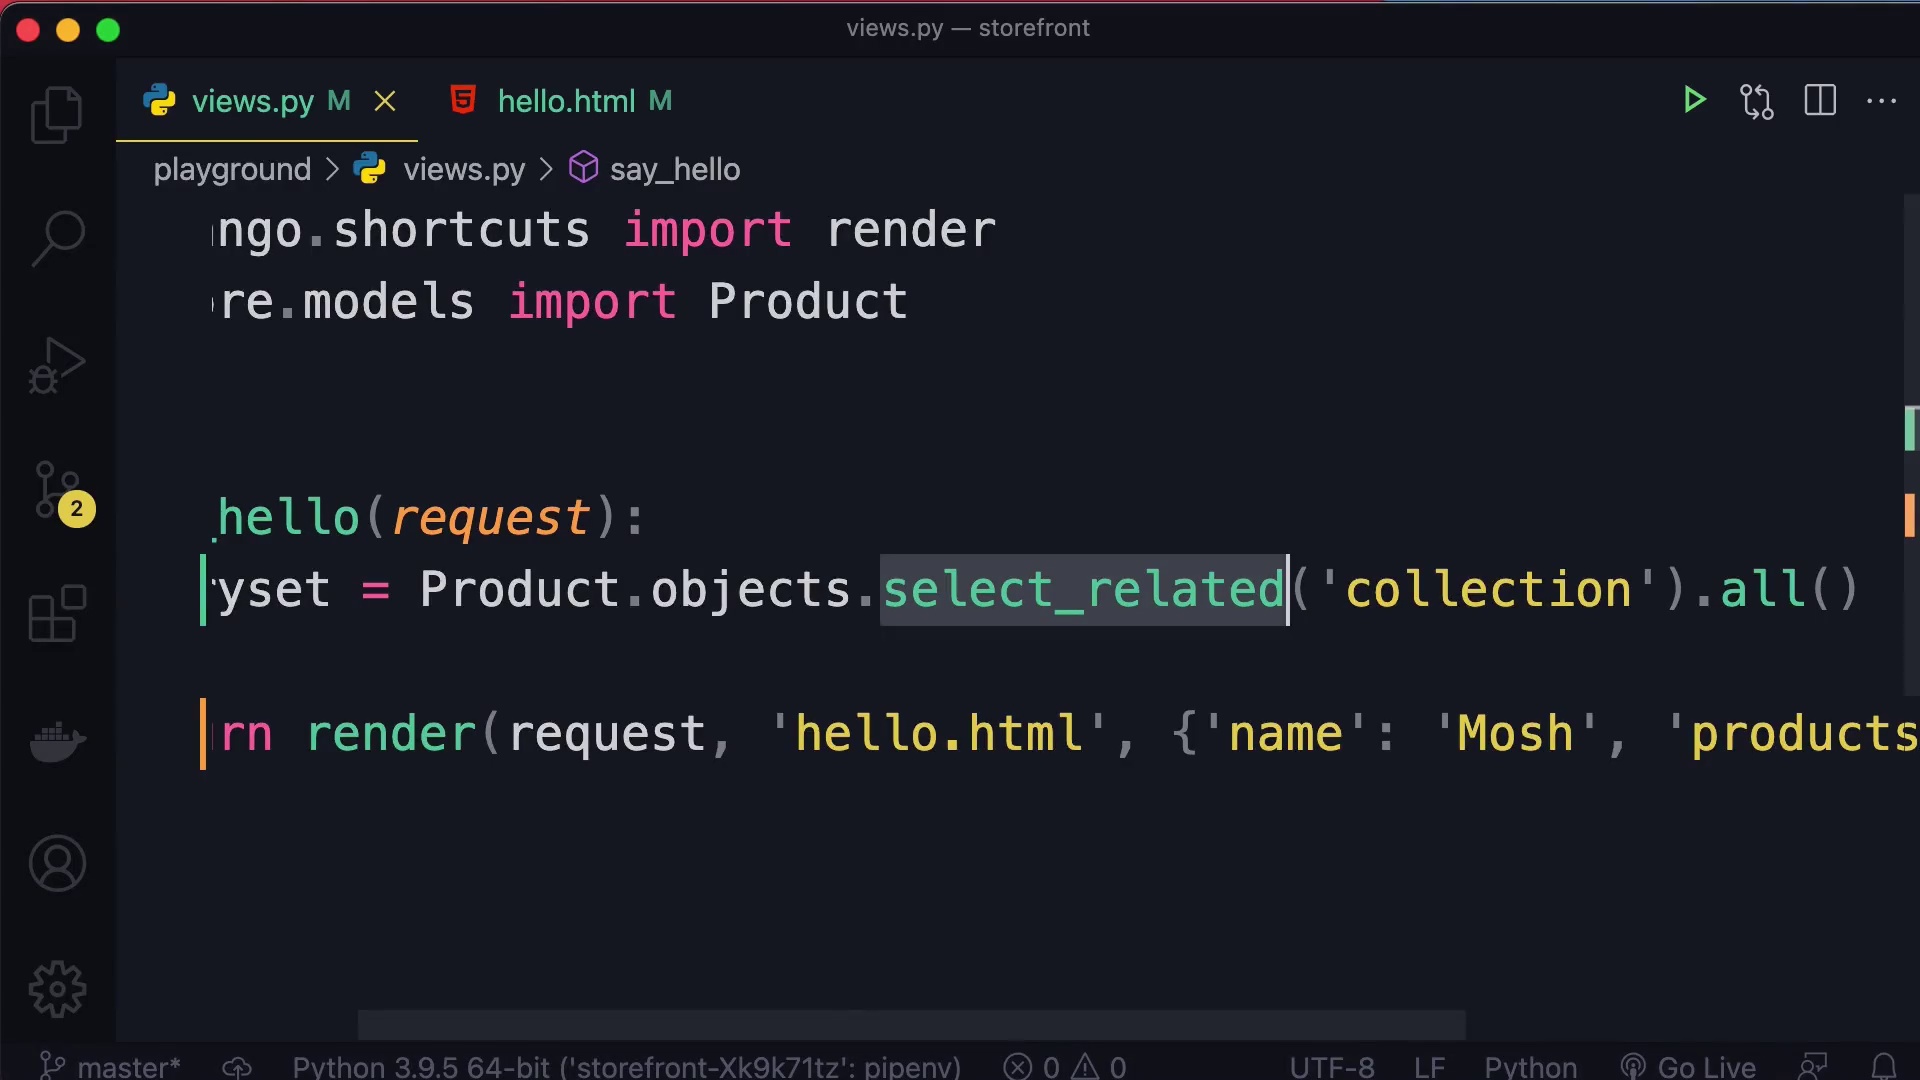 views.py — storefront
views.py M hello.html M
playground > views.py > say_hello
ngo.shortcuts import render
re.models import Product
_hello(request):
yset = Product.objects.select_related('collection').all()
rn render(request, 'hello.html', {'name': 'Mosh', 'products
2
master* Python 3.9.5 64-bit ('storefront-Xk9k71tz': pipenv) 0 0 UTF-8 LF Python Go Live